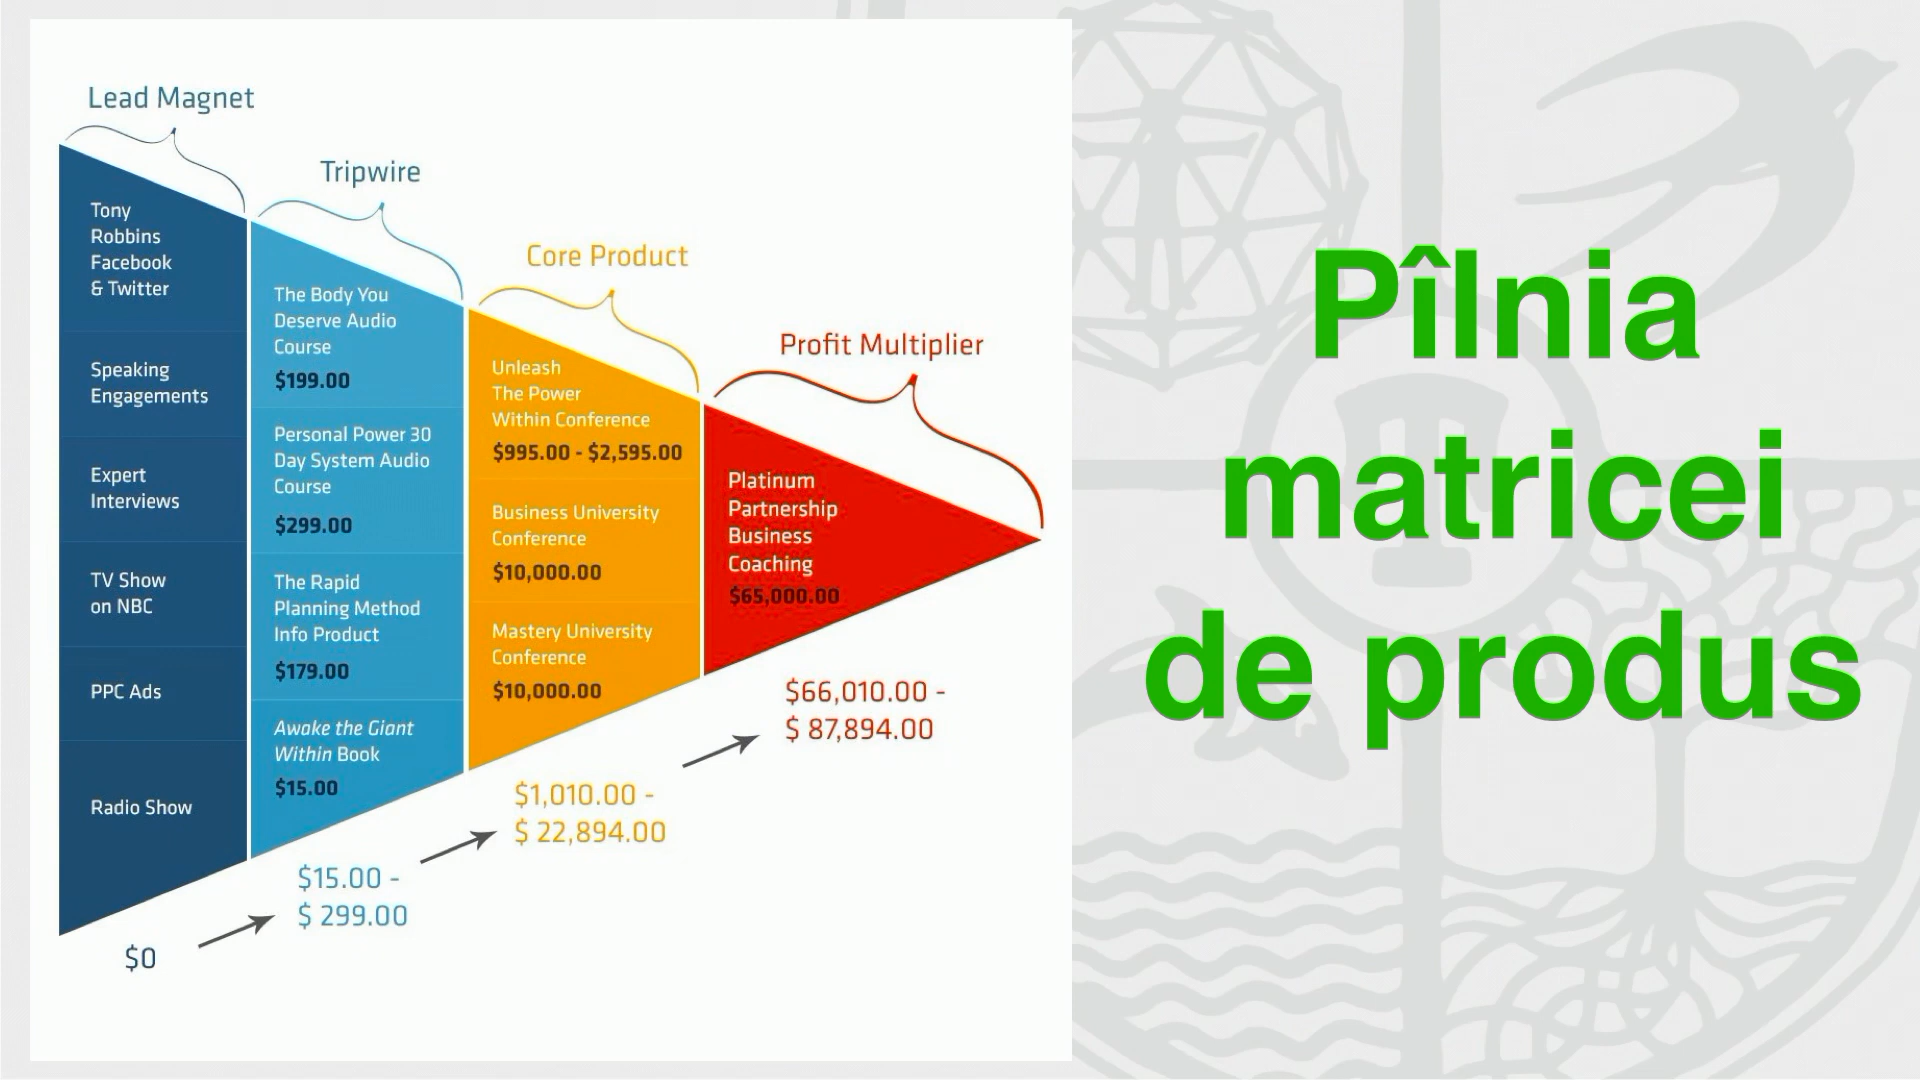 Lead Magnet
Tony
Robbins
Facebook
& Twitter
Speaking
Engagements
Expert
Interviews
TV Show
on NBC
PPC Ads
Radio Show
$0
Tripwire
The Body You
Deserve Audio
Course
$199.00
Personal Power 30
Day System Audio
Course
$299.00
The Rapid
Planning Method
Info Product
$179.00
Awake the Giant
Within Book
$15.00
$15.00 -
$ 299.00
Core Product
Unleash
The Power
Within Conference
$995.00 - $2,595.00
Business University
Conference
$10,000.00
Mastery University
Conference
$10,000.00
$1,010.00 -
$ 22,894.00
Profit Multiplier
Platinum
Partnership
Business
Coaching
$65,000.00
$66,010.00 -
$ 87,894.00
Pîlnia
matricei
de produs